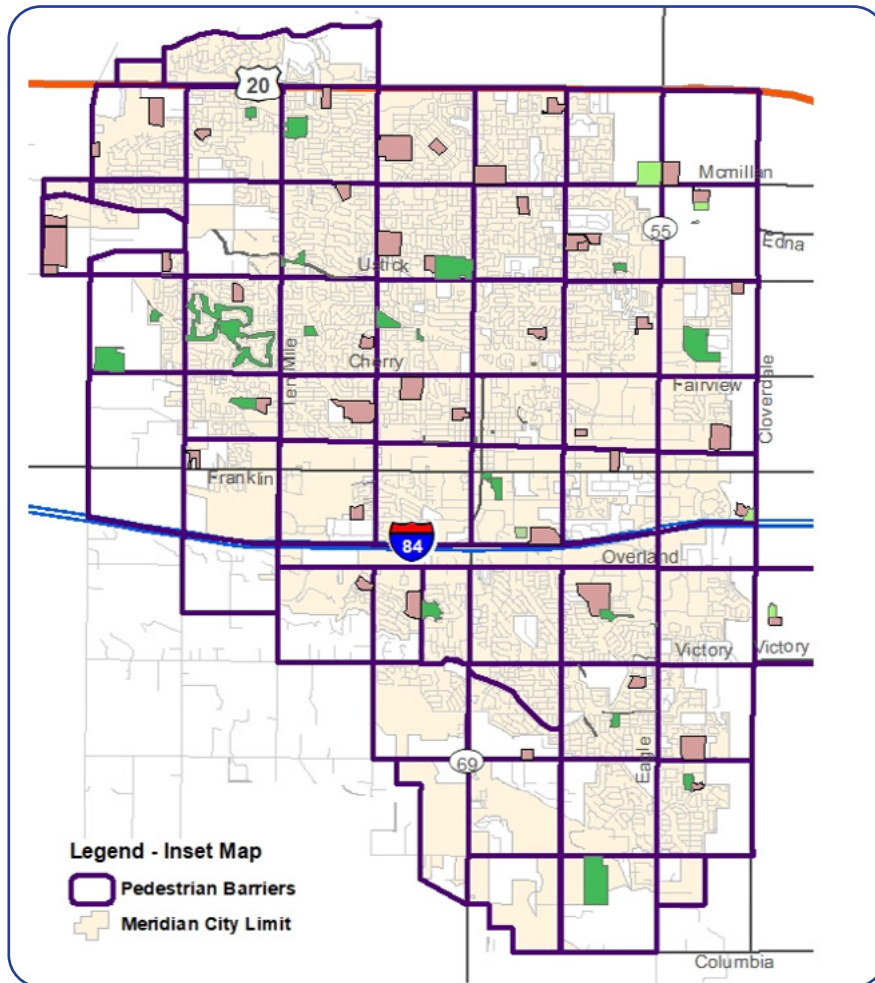 20
Mcmillan
55
Edna
Ustick
Ten Mile
Cherry
Fairview
Cloverdale
Franklin
84
Overland
Victory
Victory
Eagle
69
Legend - Inset Map
Pedestrian Barriers
Meridian City Limit
Columbia